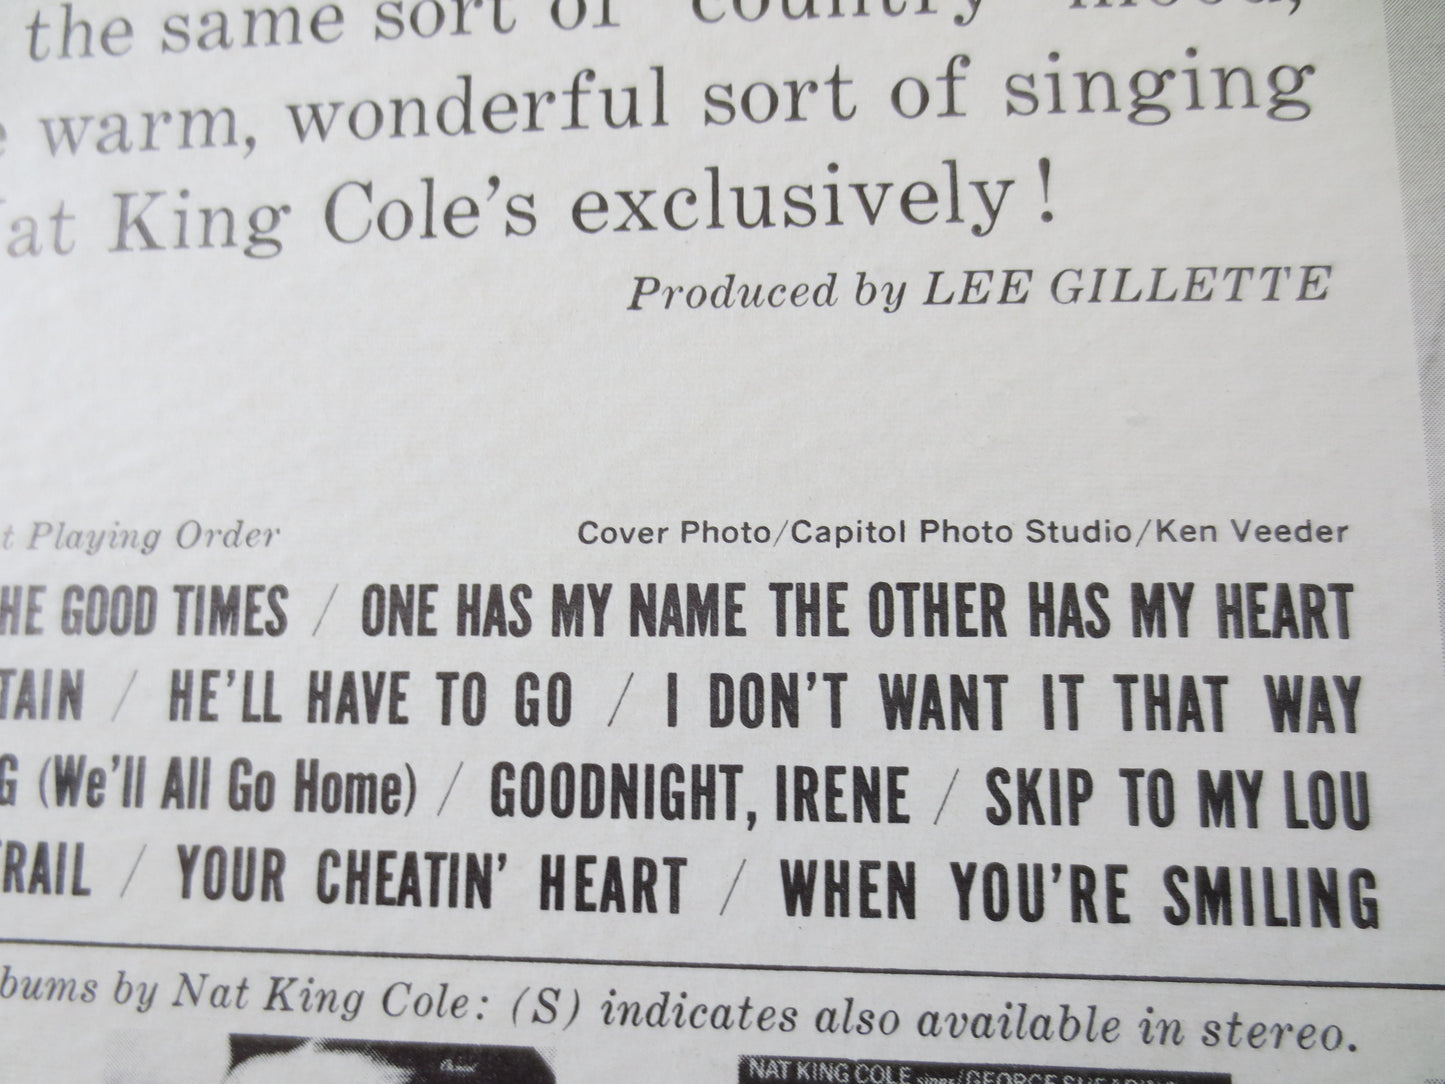 the same sort of "country" mood,
warm, wonderful sort of singing
Nat King Cole's exclusively!
Produced by LEE GILLETTE
t Playing Order
Cover Photo/Capitol Photo Studio/Ken Veeder
HE GOOD TIMES / ONE HAS MY NAME THE OTHER HAS MY HEART
TAIN / HE'LL HAVE TO GO / I DON'T WANT IT THAT WAY
G (We'll All Go Home) / GOODNIGHT, IRENE / SKIP TO MY LOU
RAIL / YOUR CHEATIN' HEART / WHEN YOU'RE SMILING
bums by Nat King Cole: (S) indicates also available in stereo.
NAT KING COLE sings/GEORGE